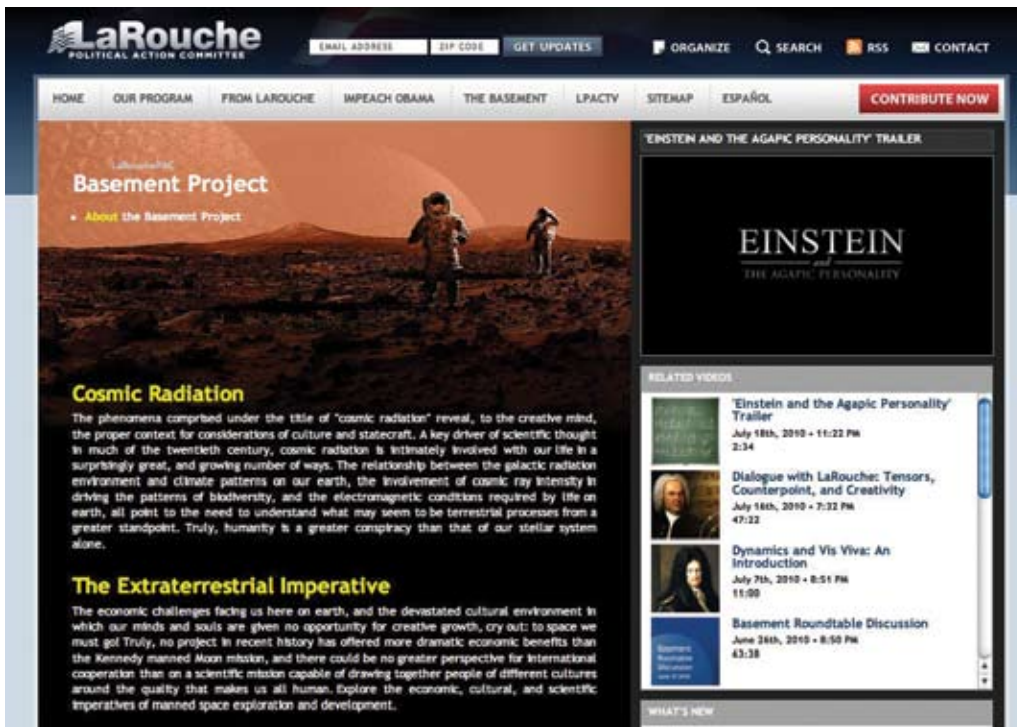 LaRouche
POLITICAL ACTION COMMITTEE
EMAIL ADDRESS
ZIP CODE
GET UPDATES
ORGANIZE
SEARCH
RSS
CONTACT
HOME
OUR PROGRAM
FROM LAROUCHE
IMPEACH OBAMA
THE BASEMENT
LPACTV
SITEMAP
ESPAÑOL
CONTRIBUTE NOW
LaRouchePAC
Basement Project
• About the Basement Project
Cosmic Radiation
The phenomena comprised under the title of "cosmic radiation" reveal, to the creative mind,
the proper context for considerations of culture and statecraft. A key driver of scientific thought
in much of the twentieth century, cosmic radiation is intimately involved with our life in a
surprisingly great, and growing number of ways. The relationship between the galactic radiation
environment and climate patterns on our earth, the involvement of cosmic ray intensity in
driving the patterns of biodiversity, and the electromagnetic conditions required by life on
earth, all point to the need to understand what may seem to be terrestrial processes from a
greater standpoint. Truly, humanity is a greater conspiracy than that of our stellar system
alone.
The Extraterrestrial Imperative
The economic challenges facing us here on earth, and the devastated cultural environment in
which our minds and souls are given no opportunity for creative growth, cry out: to space we
must go! Truly, no project in recent history has offered more dramatic economic benefits than
the Kennedy manned Moon mission, and there could be no greater perspective for international
cooperation than on a scientific mission capable of drawing together people of different cultures
around the quality that makes us all human. Explore the economic, cultural, and scientific
imperatives of manned space exploration and development.
'EINSTEIN AND THE AGAPIC PERSONALITY' TRAILER
EINSTEIN
and
THE AGAPIC PERSONALITY
RELATED VIDEOS
'Einstein and the Agapic Personality'
Trailer
July 18th, 2010 • 11:22 PM
2:34
Dialogue with LaRouche: Tensors,
Counterpoint, and Creativity
July 16th, 2010 • 7:32 PM
47:22
Dynamics and Vis Viva: An
Introduction
July 7th, 2010 • 8:51 PM
11:00
Basement
Roundtable
Discussion
Basement Roundtable Discussion
June 26th, 2010 • 8:50 PM
63:38
WHAT'S NEW